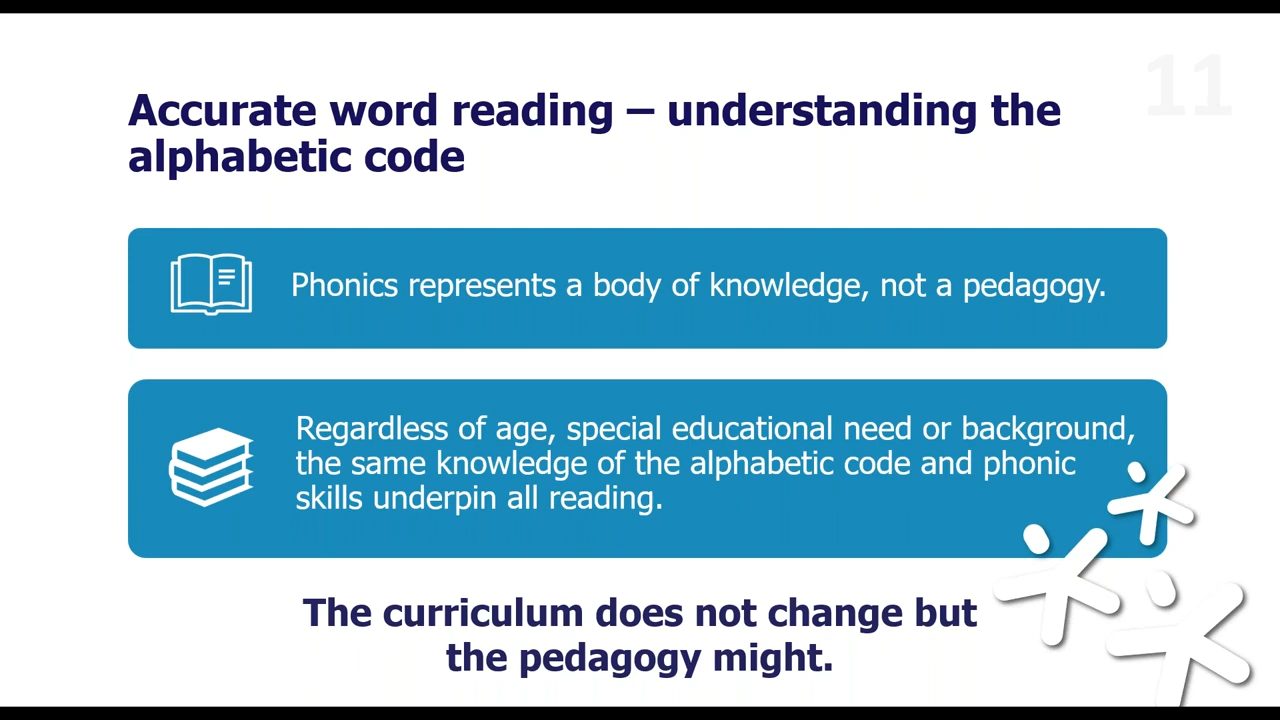 11
Accurate word reading – understanding the
alphabetic code
Phonics represents a body of knowledge, not a pedagogy.
Regardless of age, special educational need or background,
the same knowledge of the alphabetic code and phonic
skills underpin all reading.
The curriculum does not change but
the pedagogy might.